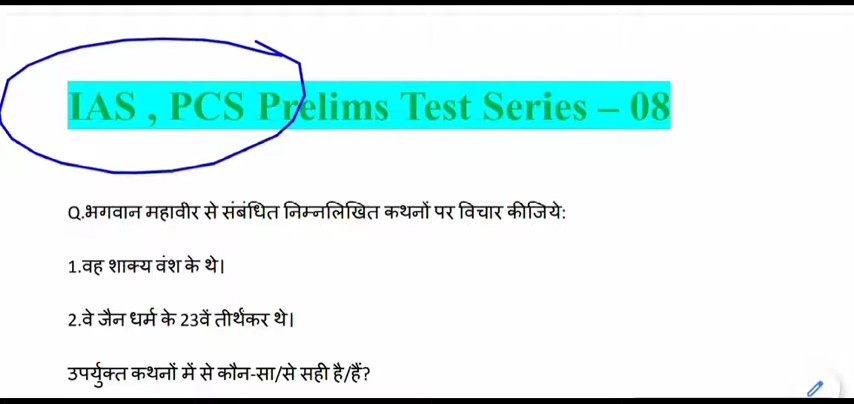 IAS , PCS Prelims Test Series – 08
Q.भगवान महावीर से संबंधित निम्नलिखित कथनों पर विचार कीजिये:
1.वह शाक्य वंश के थे।
2.वे जैन धर्म के 23वें तीर्थंकर थे।
उपर्युक्त कथनों में से कौन-सा/से सही है/हैं?